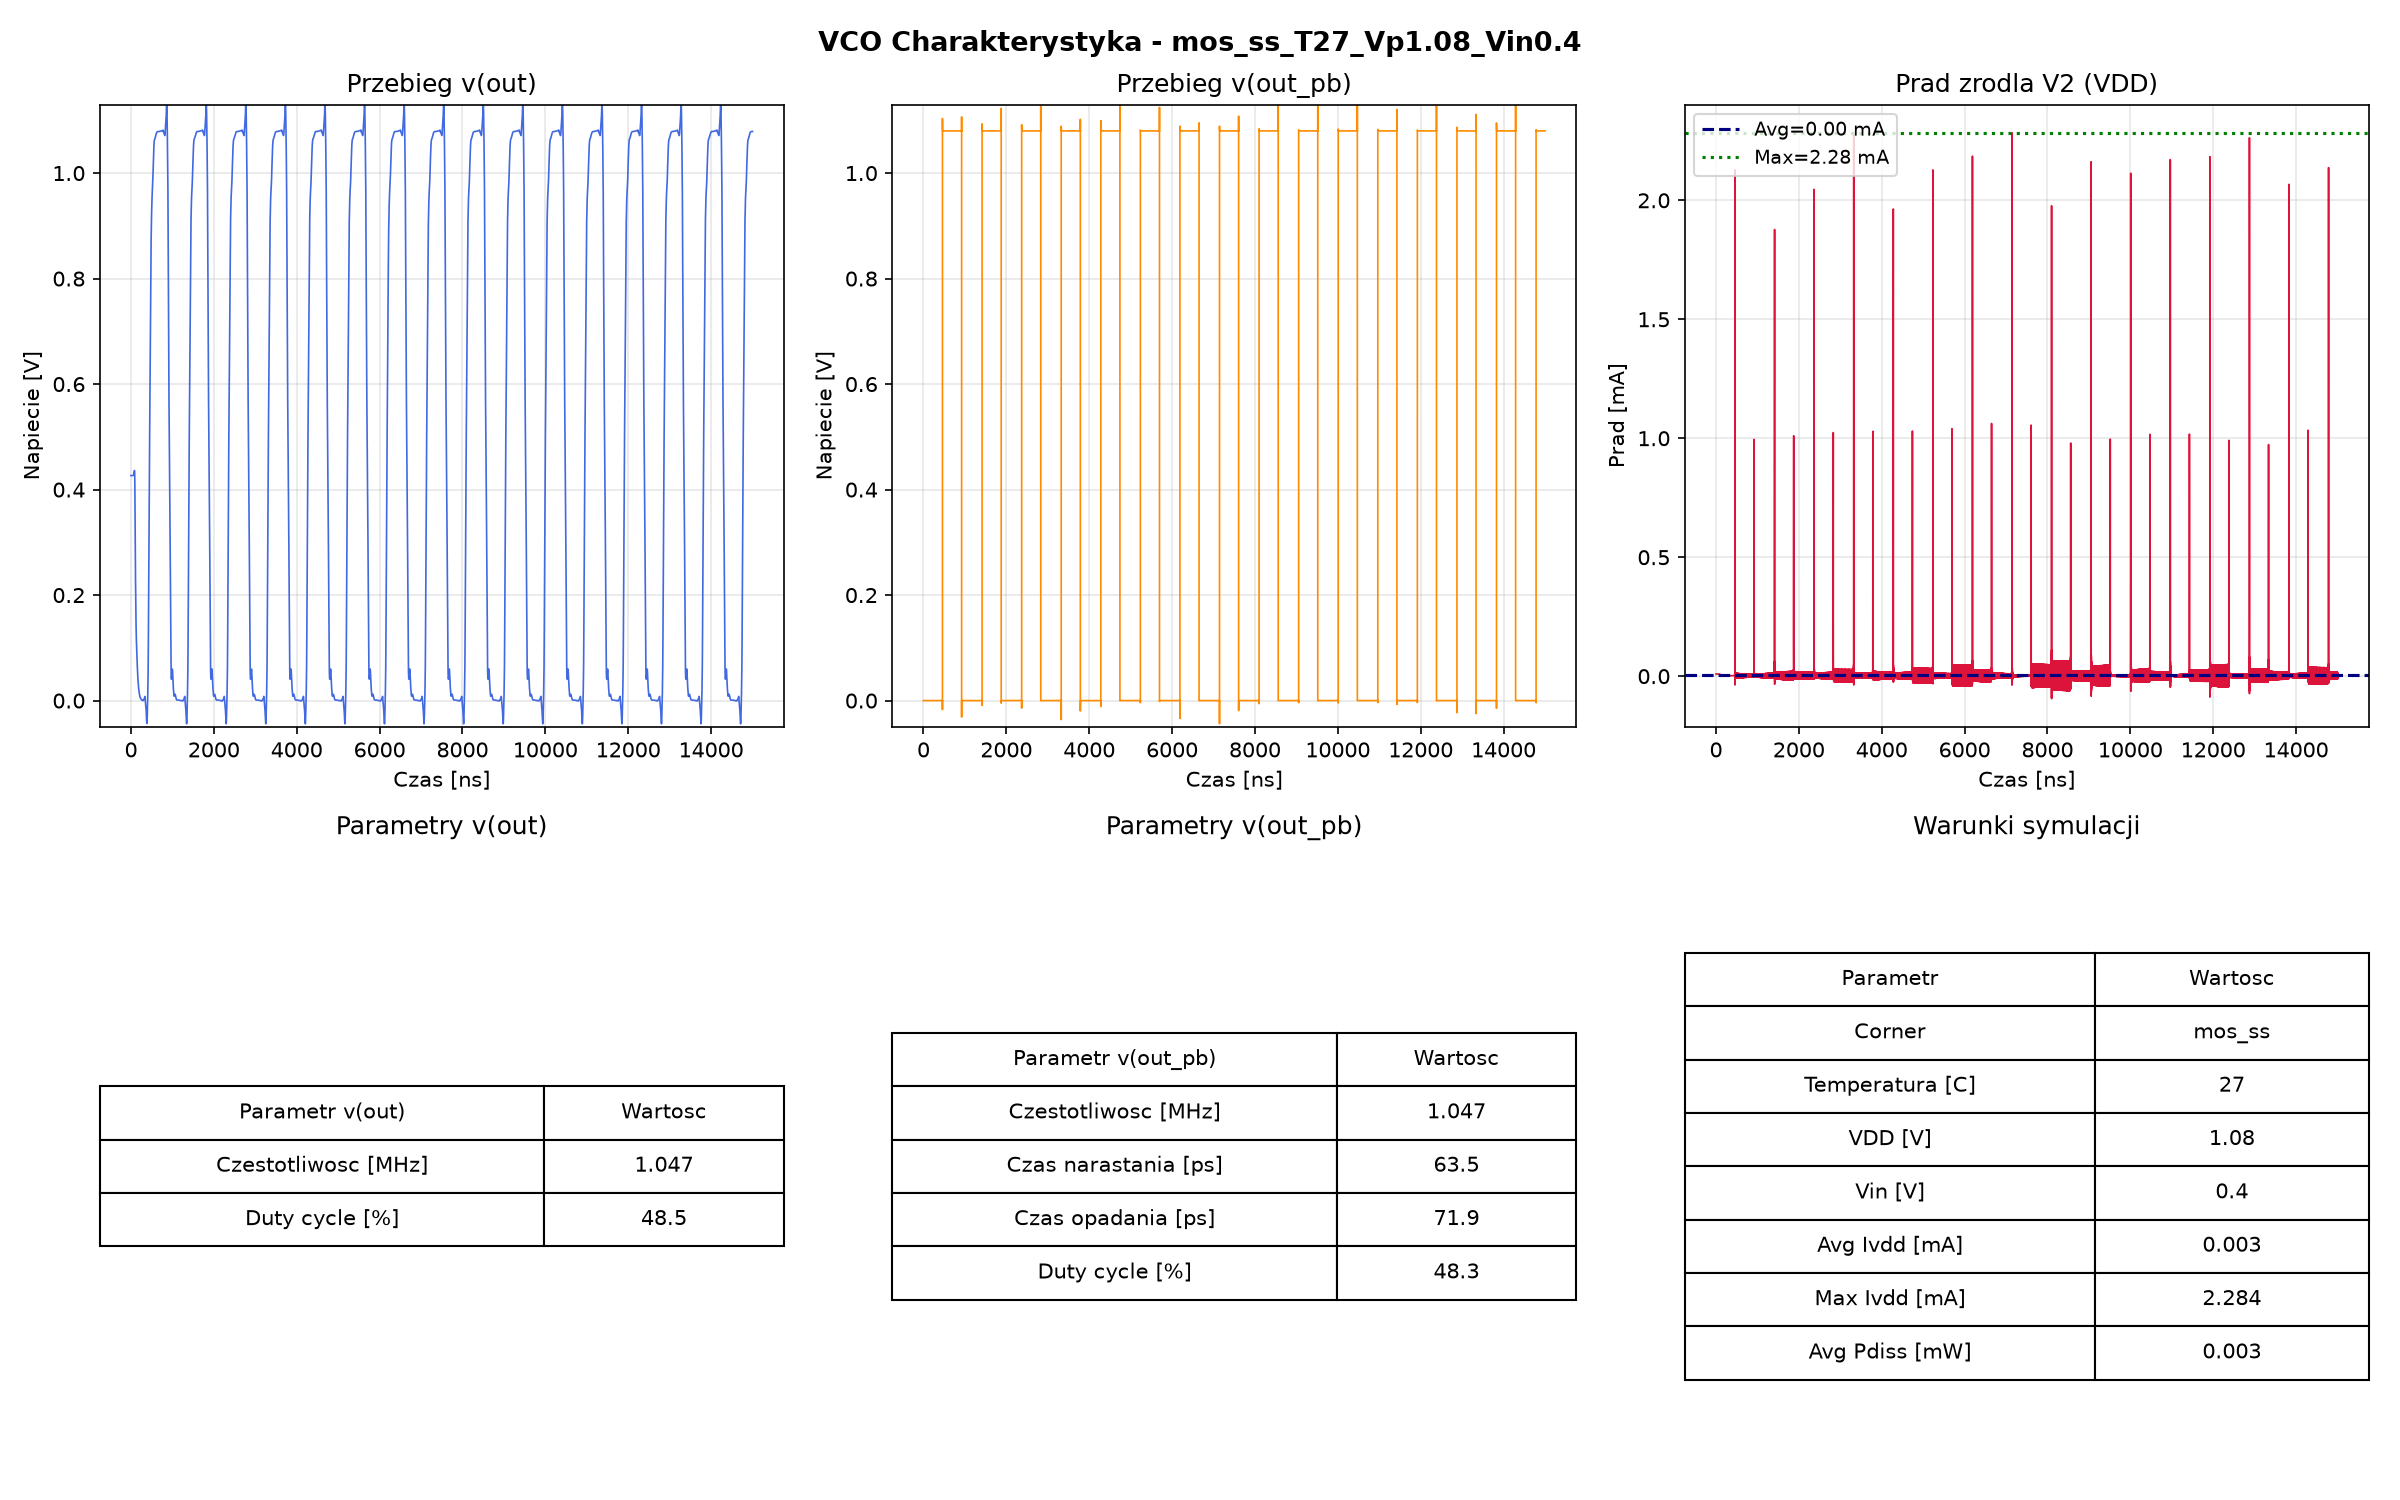 VCO Charakterystyka - mos_ss_T27_Vp1.08_Vin0.4
Przebieg v(out)
Napiecie [V]
1.0
0.8
0.6
0.4
0.2
0.0
0 2000 4000 6000 8000 10000 12000 14000
Czas [ns]
Przebieg v(out_pb)
Napiecie [V]
1.0
0.8
0.6
0.4
0.2
0.0
0 2000 4000 6000 8000 10000 12000 14000
Czas [ns]
Prad zrodla V2 (VDD)
Avg=0.00 mA
Max=2.28 mA
Prad [mA]
2.0
1.5
1.0
0.5
0.0
0 2000 4000 6000 8000 10000 12000 14000
Czas [ns]
Parametry v(out)
Parametr v(out) Wartosc
Czestotliwosc [MHz] 1.047
Duty cycle [%] 48.5
Parametry v(out_pb)
Parametr v(out_pb) Wartosc
Czestotliwosc [MHz] 1.047
Czas narastania [ps] 63.5
Czas opadania [ps] 71.9
Duty cycle [%] 48.3
Warunki symulacji
Parametr Wartosc
Corner mos_ss
Temperatura [C] 27
VDD [V] 1.08
Vin [V] 0.4
Avg Ivdd [mA] 0.003
Max Ivdd [mA] 2.284
Avg Pdiss [mW] 0.003